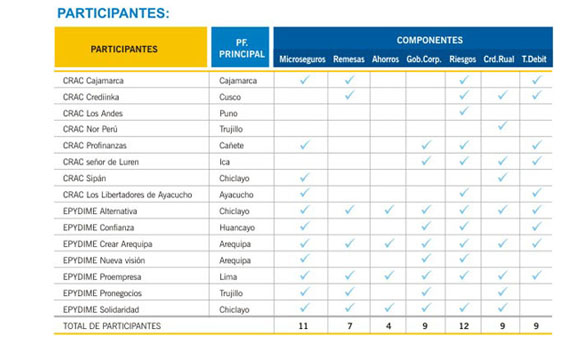 PARTICIPANTES:
PARTICIPANTES PF. PRINCIPAL COMPONENTES
Microseguros Remesas Ahorros Gob.Corp. Riesgos Crd.Rual T.Debit
CRAC Cajamarca Cajamarca ✓ ✓ ✓ ✓
CRAC Crediinka Cusco ✓ ✓ ✓ ✓
CRAC Los Andes Puno ✓
CRAC Nor Perú Trujillo ✓
CRAC Profinanzas Cañete ✓ ✓ ✓ ✓
CRAC señor de Luren Ica ✓ ✓ ✓ ✓
CRAC Sipán Chiclayo ✓ ✓
CRAC Los Libertadores de Ayacucho Ayacucho ✓ ✓ ✓
EPYDIME Alternativa Chiclayo ✓ ✓ ✓ ✓ ✓ ✓ ✓
EPYDIME Confianza Huancayo ✓ ✓ ✓ ✓
EPYDIME Crear Arequipa Arequipa ✓ ✓ ✓ ✓ ✓ ✓ ✓
EPYDIME Nueva visión Arequipa ✓ ✓ ✓
EPYDIME Proempresa Lima ✓ ✓ ✓ ✓ ✓ ✓ ✓
EPYDIME Pronegocios Trujillo ✓ ✓ ✓ ✓
EPYDIME Solidaridad Chiclayo ✓ ✓ ✓ ✓ ✓ ✓
TOTAL DE PARTICIPANTES 11 7 4 9 12 9 9